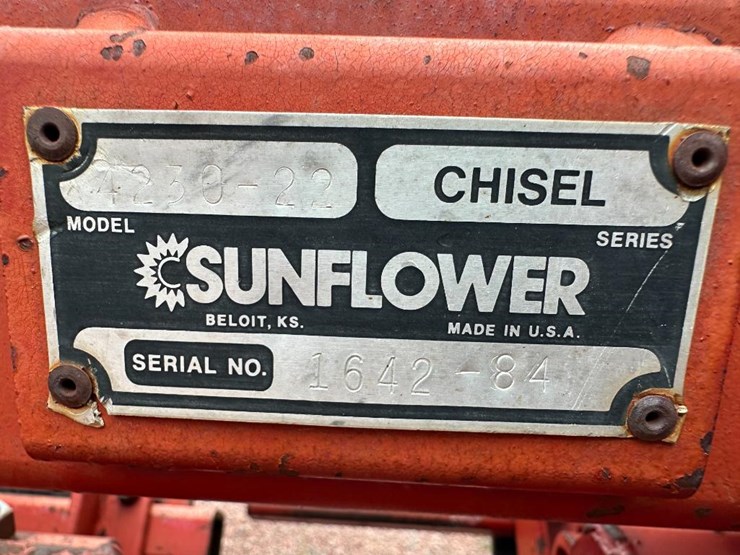 4230-22
CHISEL
MODEL
SERIES
SUNFLOWER
BELOIT, KS.
MADE IN U.S.A.
SERIAL NO. 1642-84